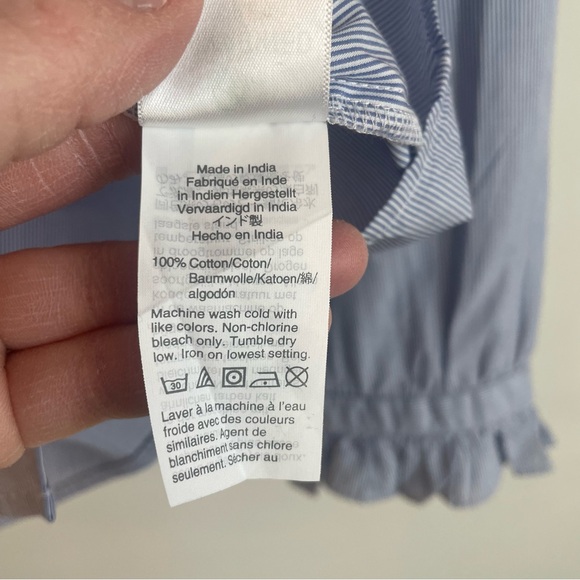 Made in India
Fabriqué en Inde
in Indien Hergestellt
Vervaardigd in India
インド製
Hecho en India
100% Cotton/Coton/
Baumwolle/Katoen/綿/
algodón
Machine wash cold with
like colors. Non-chlorine
bleach only. Tumble dry
low. Iron on lowest setting.
30
Laver à la machine à l'eau
froide avec des couleurs
similaires. Agent de
blanchiment sans chlore
seulement. Sécher au